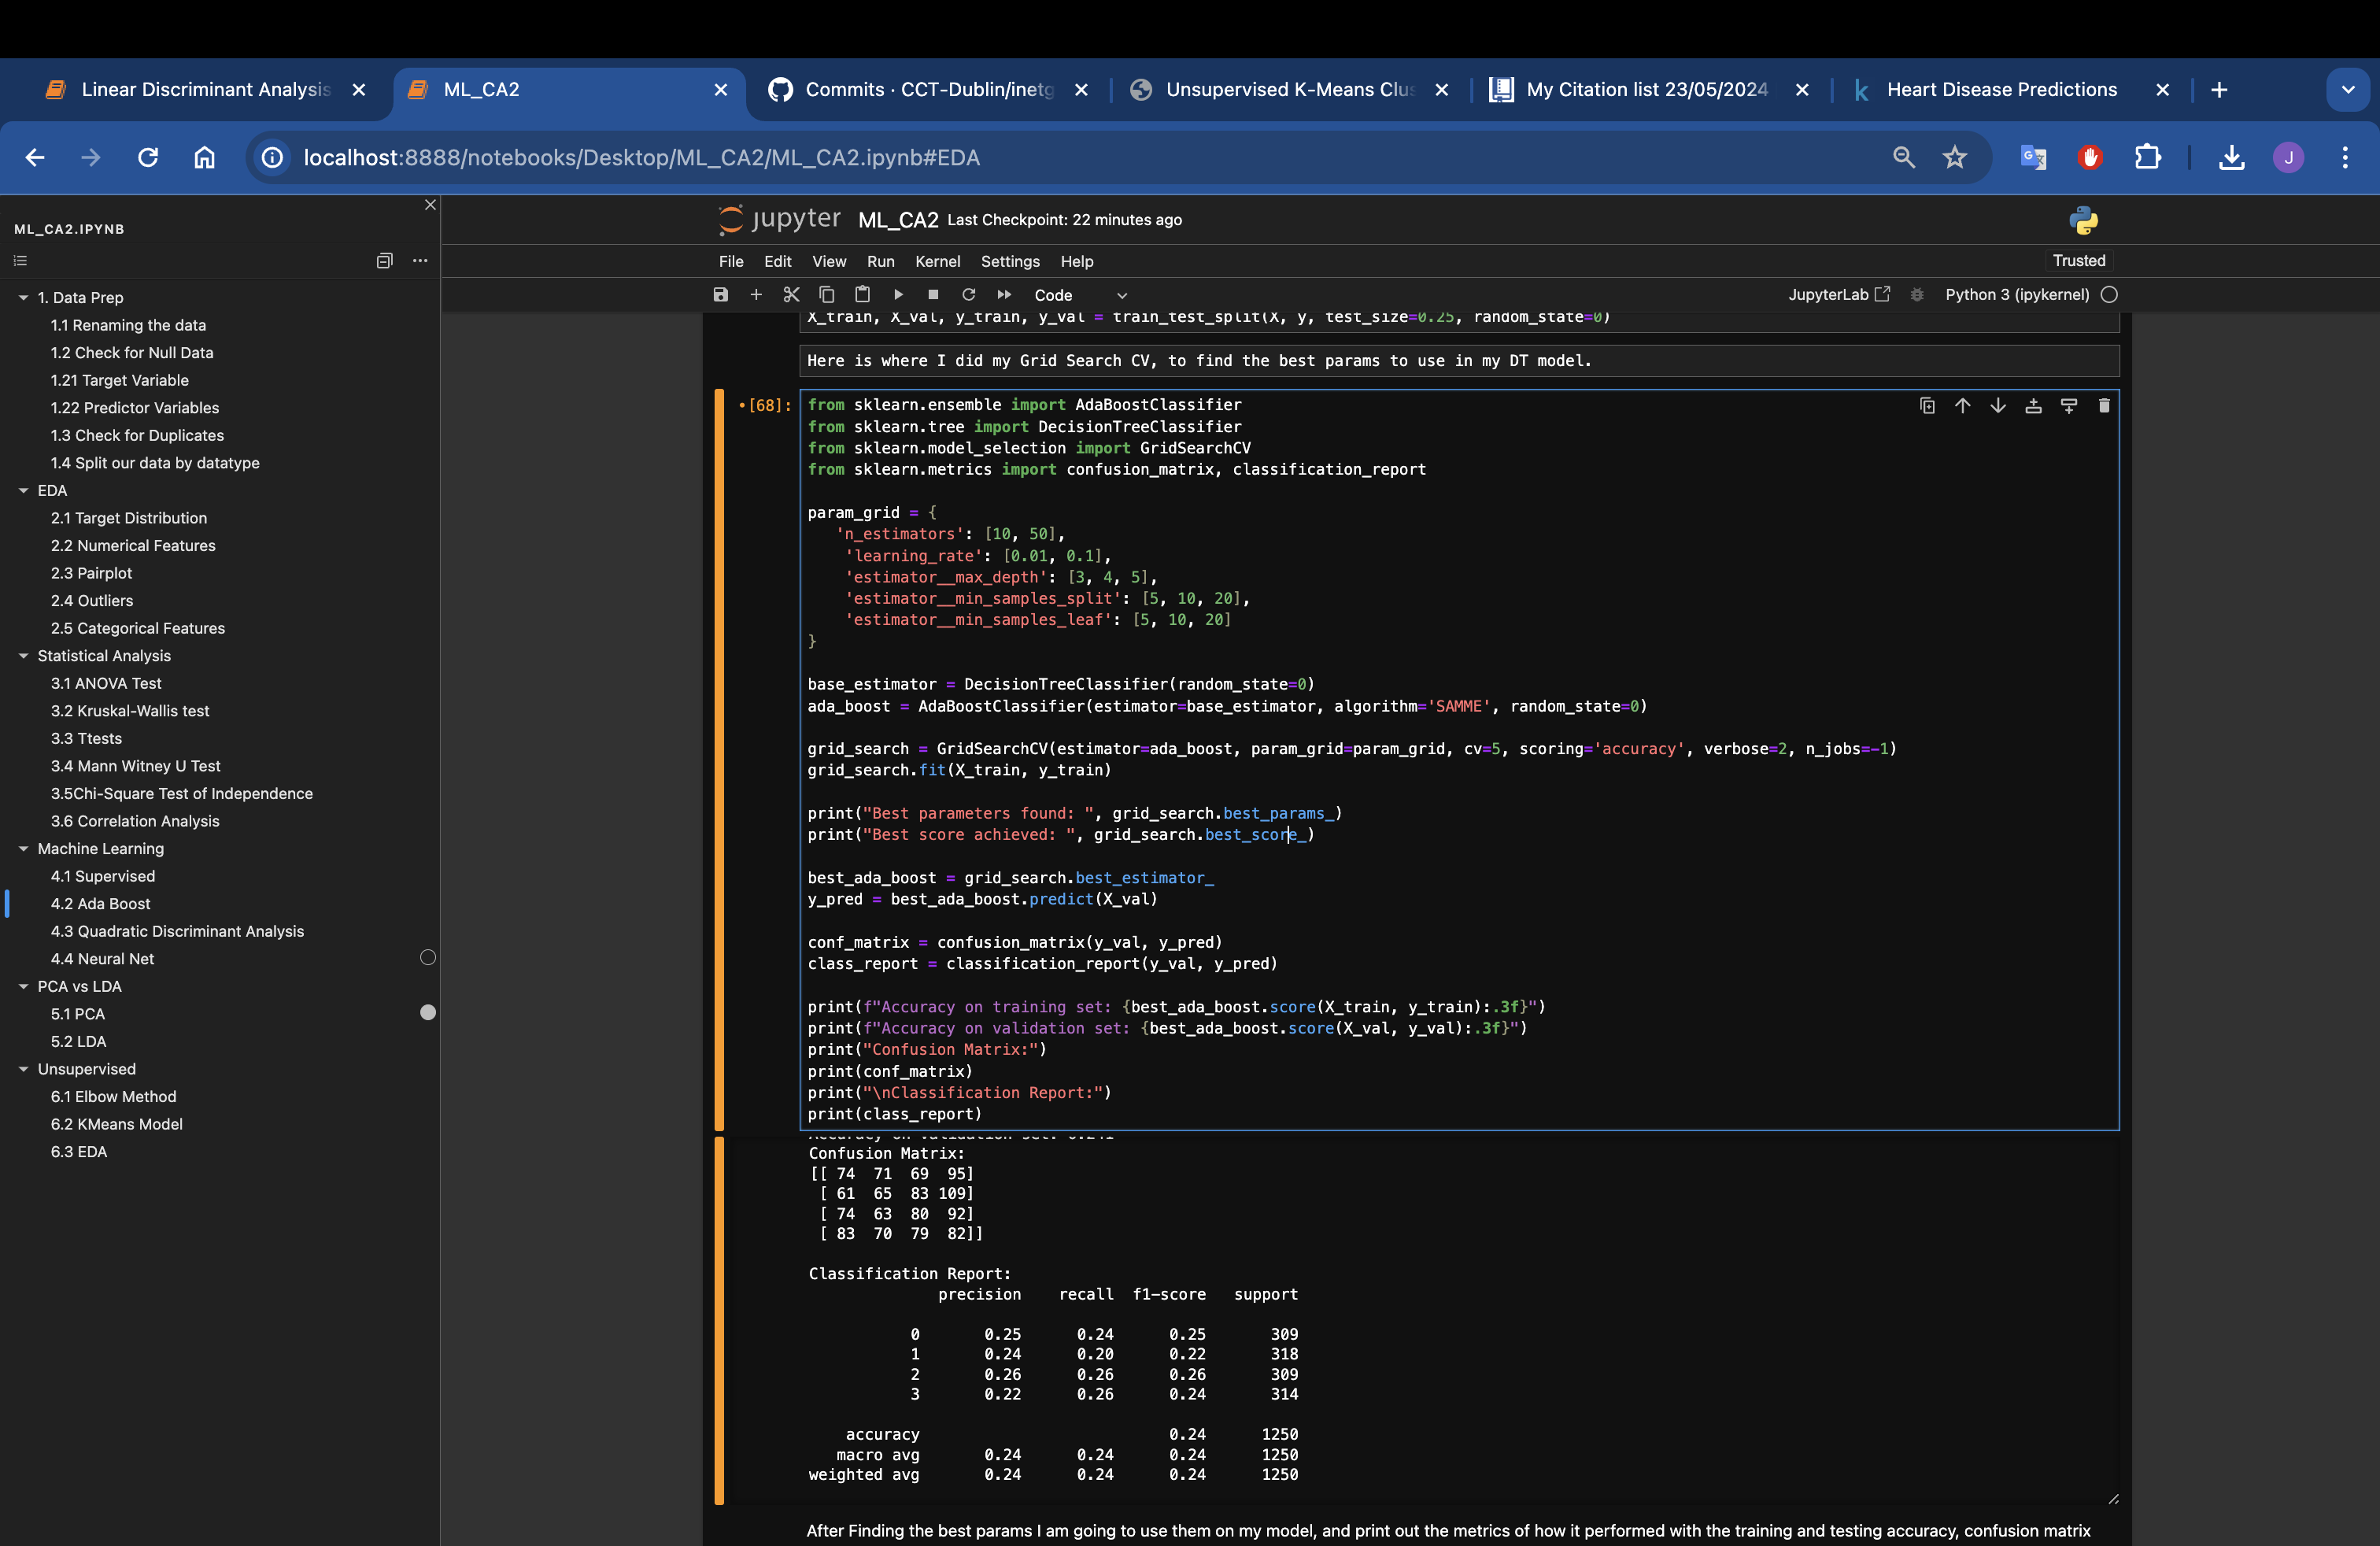 Linear Discriminant Analysis
ML_CA2
Commits · CCT-Dublin/inetg
Unsupervised K-Means Clus
My Citation list 23/05/2024
Heart Disease Predictions
localhost:8888/notebooks/Desktop/ML_CA2/ML_CA2.ipynb#EDA
J
ML_CA2.IPYNB
1. Data Prep
1.1 Renaming the data
1.2 Check for Null Data
1.21 Target Variable
1.22 Predictor Variables
1.3 Check for Duplicates
1.4 Split our data by datatype
EDA
2.1 Target Distribution
2.2 Numerical Features
2.3 Pairplot
2.4 Outliers
2.5 Categorical Features
Statistical Analysis
3.1 ANOVA Test
3.2 Kruskal-Wallis test
3.3 Ttests
3.4 Mann Witney U Test
3.5Chi-Square Test of Independence
3.6 Correlation Analysis
Machine Learning
4.1 Supervised
4.2 Ada Boost
4.3 Quadratic Discriminant Analysis
4.4 Neural Net
PCA vs LDA
5.1 PCA
5.2 LDA
Unsupervised
6.1 Elbow Method
6.2 KMeans Model
6.3 EDA
jupyter ML_CA2 Last Checkpoint: 22 minutes ago
File Edit View Run Kernel Settings Help
Trusted
Code
JupyterLab
Python 3 (ipykernel)
X_train, X_val, y_train, y_val = train_test_split(X, y, test_size=0.25, random_state=0)
Here is where I did my Grid Search CV, to find the best params to use in my DT model.
•[68]:
from sklearn.ensemble import AdaBoostClassifier
from sklearn.tree import DecisionTreeClassifier
from sklearn.model_selection import GridSearchCV
from sklearn.metrics import confusion_matrix, classification_report
param_grid = {
'n_estimators': [10, 50],
'learning_rate': [0.01, 0.1],
'estimator__max_depth': [3, 4, 5],
'estimator__min_samples_split': [5, 10, 20],
'estimator__min_samples_leaf': [5, 10, 20]
}
base_estimator = DecisionTreeClassifier(random_state=0)
ada_boost = AdaBoostClassifier(estimator=base_estimator, algorithm='SAMME', random_state=0)
grid_search = GridSearchCV(estimator=ada_boost, param_grid=param_grid, cv=5, scoring='accuracy', verbose=2, n_jobs=-1)
grid_search.fit(X_train, y_train)
print("Best parameters found: ", grid_search.best_params_)
print("Best score achieved: ", grid_search.best_score_)
best_ada_boost = grid_search.best_estimator_
y_pred = best_ada_boost.predict(X_val)
conf_matrix = confusion_matrix(y_val, y_pred)
class_report = classification_report(y_val, y_pred)
print(f"Accuracy on training set: {best_ada_boost.score(X_train, y_train):.3f}")
print(f"Accuracy on validation set: {best_ada_boost.score(X_val, y_val):.3f}")
print("Confusion Matrix:")
print(conf_matrix)
print("\nClassification Report:")
print(class_report)
Confusion Matrix:
[[ 74 71 69 95]
[ 61 65 83 109]
[ 74 63 80 92]
[ 83 70 79 82]]
Classification Report:
precision recall f1-score support
0 0.25 0.24 0.25 309
1 0.24 0.20 0.22 318
2 0.26 0.26 0.26 309
3 0.22 0.26 0.24 314
accuracy 0.24 1250
macro avg 0.24 0.24 0.24 1250
weighted avg 0.24 0.24 0.24 1250
After Finding the best params I am going to use them on my model, and print out the metrics of how it performed with the training and testing accuracy, confusion matrix